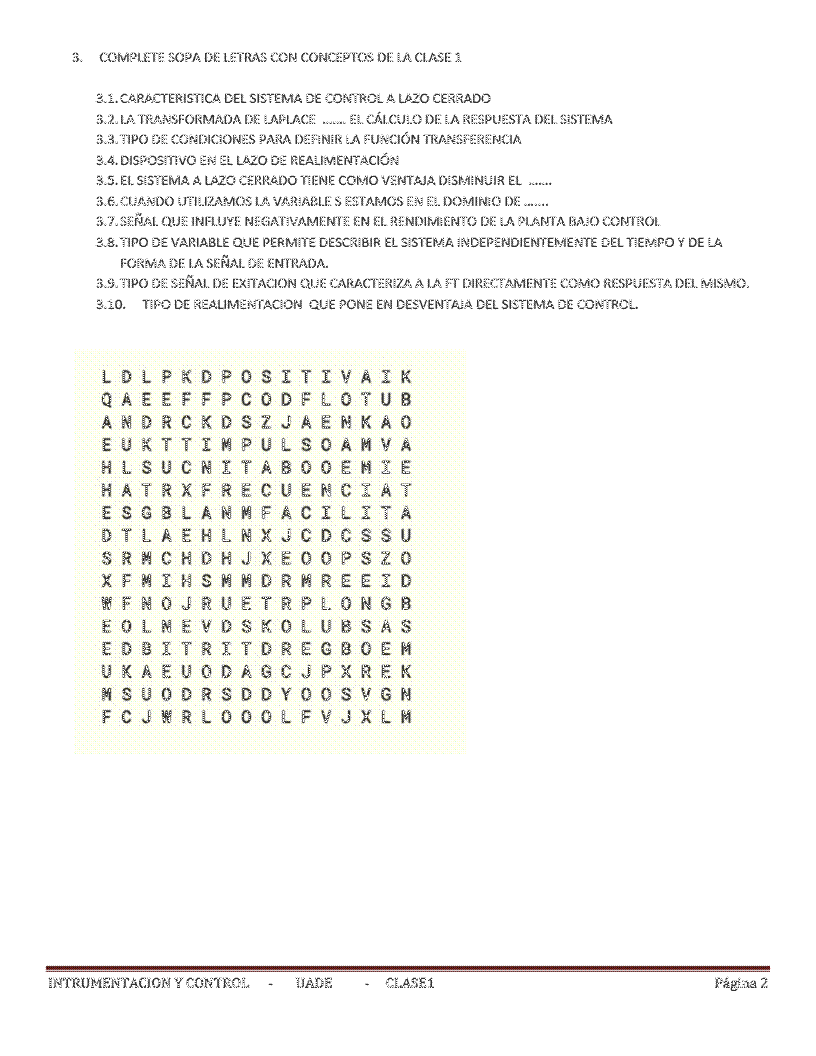 3. COMPLETE SOPA DE LETRAS CON CONCEPTOS DE LA CLASE 1
3.1. CARACTERISTICA DEL SISTEMA DE CONTROL A LAZO CERRADO
3.2. LA TRANSFORMADA DE LAPLACE ....... EL CÁLCULO DE LA RESPUESTA DEL SISTEMA
3.3. TIPO DE CONDICIONES PARA DEFINIR LA FUNCIÓN TRANSFERENCIA
3.4. DISPOSITIVO EN EL LAZO DE REALIMENTACIÓN
3.5. EL SISTEMA A LAZO CERRADO TIENE COMO VENTAJA DISMINUIR EL .......
3.6. CUANDO UTILIZAMOS LA VARIABLE S ESTAMOS EN EL DOMINIO DE .......
3.7. SEÑAL QUE INFLUYE NEGATIVAMENTE EN EL RENDIMIENTO DE LA PLANTA BAJO CONTROL
3.8. TIPO DE VARIABLE QUE PERMITE DESCRIBIR EL SISTEMA INDEPENDIENTEMENTE DEL TIEMPO Y DE LA
FORMA DE LA SEÑAL DE ENTRADA.
3.9. TIPO DE SEÑAL DE EXITACION QUE CARACTERIZA A LA FT DIRECTAMENTE COMO RESPUESTA DEL MISMO.
3.10. TIPO DE REALIMENTACION QUE PONE EN DESVENTAJA DEL SISTEMA DE CONTROL.
L D L P K D P O S I T I V A I K
Q A E E F F P C O D F L O T U B
A N D R C K D S Z J A E N K A O
E U K T T I M P U L S O A M V A
H L S U C N I T A B O O E M I E
H A T R X F R E C U E N C I A T
E S G B L A N M F A C I L I T A
D T L A E H L N X J C D C S S U
S R M C H D H J X E O O P S Z O
X F M I H S M M D R M R E E I D
W F N O J R U E T R P L O N G B
E O L N E V D S K O L U B S A S
E D B I T R I T D R E G B O E M
U K A E U O D A G C J P X R E K
M S U O D R S D D Y O O S V G N
F C J W R L O O O L F V J X L M
INTRUMENTACION Y CONTROL - UADE - CLASE1 Página 2